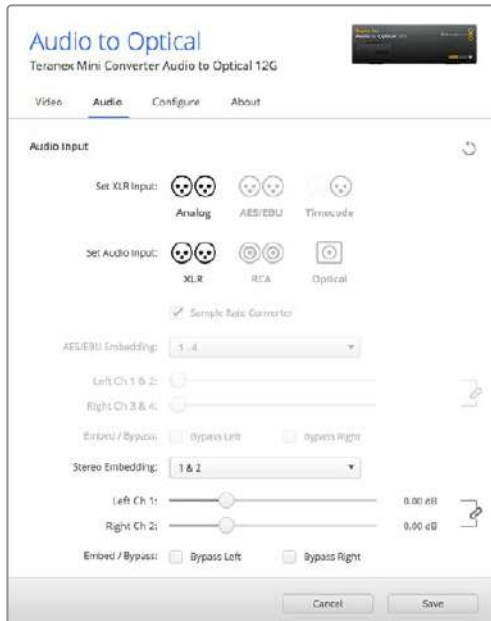 Audio to Optical
Teranex Mini Converter Audio to Optical 12G
Video Audio Configure About
Audio Input
Set XLR Input:
Analog AES/EBU Timecode
Set Audio Input:
XLR RCA Optical
Sample Rate Converter
AES/EBU Embedding: 1 - 4
Left Ch 1 & 2:
Right Ch 3 & 4:
Embed / Bypass: Bypass Left Bypass Right
Stereo Embedding: 1 & 2
Left Ch 1: 0.00 dB
Right Ch 2: 0.00 dB
Embed / Bypass: Bypass Left Bypass Right
Cancel Save